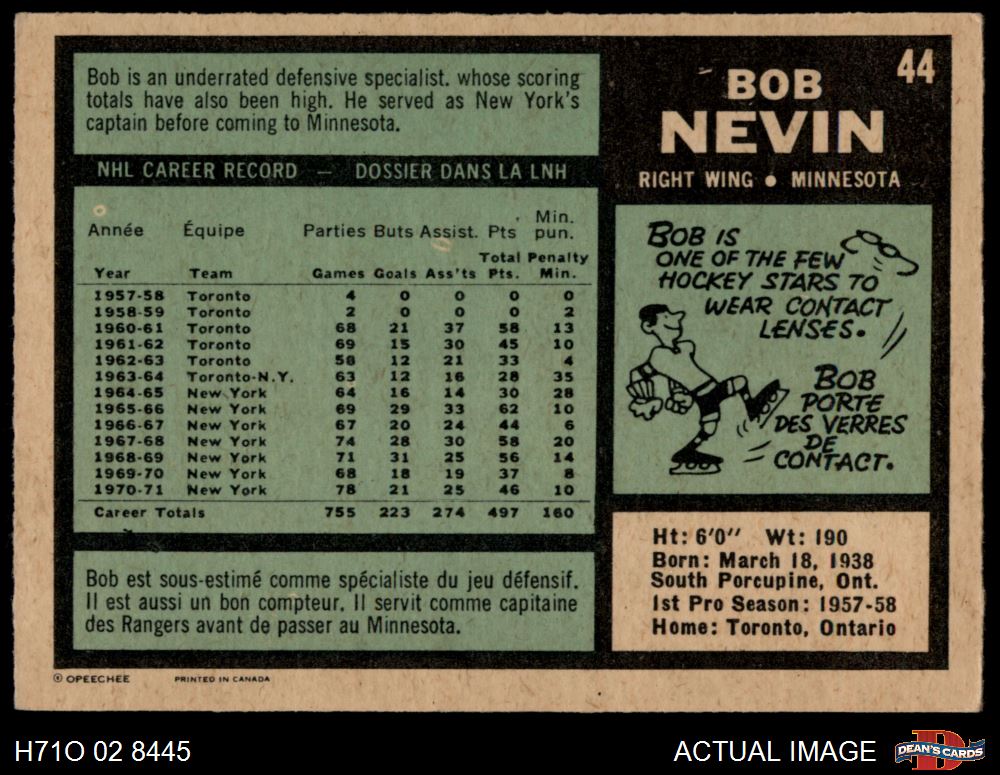 44
BOB
NEVIN
RIGHT WING ● MINNESOTA
Bob is an underrated defensive specialist. whose scoring
totals have also been high. He served as New York's
captain before coming to Minnesota.
NHL CAREER RECORD — DOSSIER DANS LA LNH
Année Équipe Parties Buts Assist. Pts Min. pun.
Year Team Games Goals Ass'ts Total Pts. Penalty Min.
1957-58 Toronto 4 0 0 0 0
1958-59 Toronto 2 0 0 0 2
1960-61 Toronto 68 21 37 58 13
1961-62 Toronto 69 15 30 45 10
1962-63 Toronto 58 12 21 33 4
1963-64 Toronto-N.Y. 63 12 16 28 35
1964-65 New York 64 16 14 30 28
1965-66 New York 69 29 33 62 10
1966-67 New York 67 20 24 44 6
1967-68 New York 74 28 30 58 20
1968-69 New York 71 31 25 56 14
1969-70 New York 68 18 19 37 8
1970-71 New York 78 21 25 46 10
Career Totals 755 223 274 497 160
Bob est sous-estimé comme spécialiste du jeu défensif.
Il est aussi un bon compteur. Il servit comme capitaine
des Rangers avant de passer au Minnesota.
BOB IS
ONE OF THE FEW
HOCKEY STARS TO
WEAR CONTACT
LENSES.
BOB
PORTE
DES VERRES
DE
CONTACT.
Ht: 6'0" Wt: 190
Born: March 18, 1938
South Porcupine, Ont.
1st Pro Season: 1957-58
Home: Toronto, Ontario
© OPEECHEE PRINTED IN CANADA
H71O 02 8445
ACTUAL IMAGE
DEAN'S CARDS